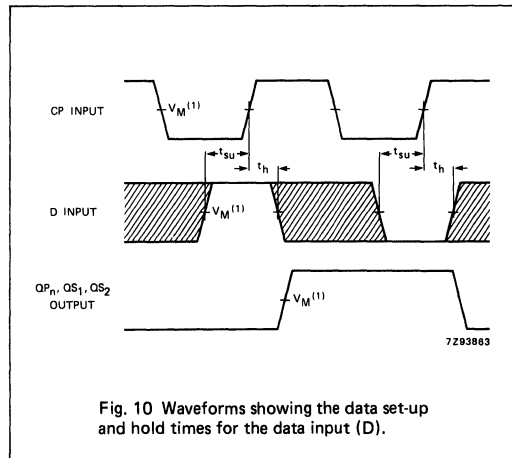 CP INPUT
V_M(1)
t_su
t_h
t_su
t_h
D INPUT
V_M(1)
QP_n, QS_1, QS_2
OUTPUT
V_M(1)
7Z93863
Fig. 10 Waveforms showing the data set-up
and hold times for the data input (D).